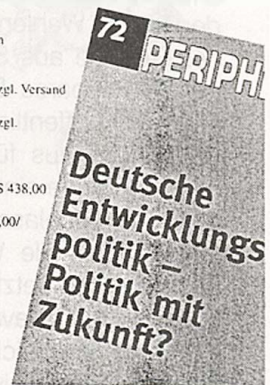 zgl. Versand
zgl.
S 438,00
,00/
72
PERIPH
Deutsche
Entwicklungs
politik –
Politik mit
Zukunft?